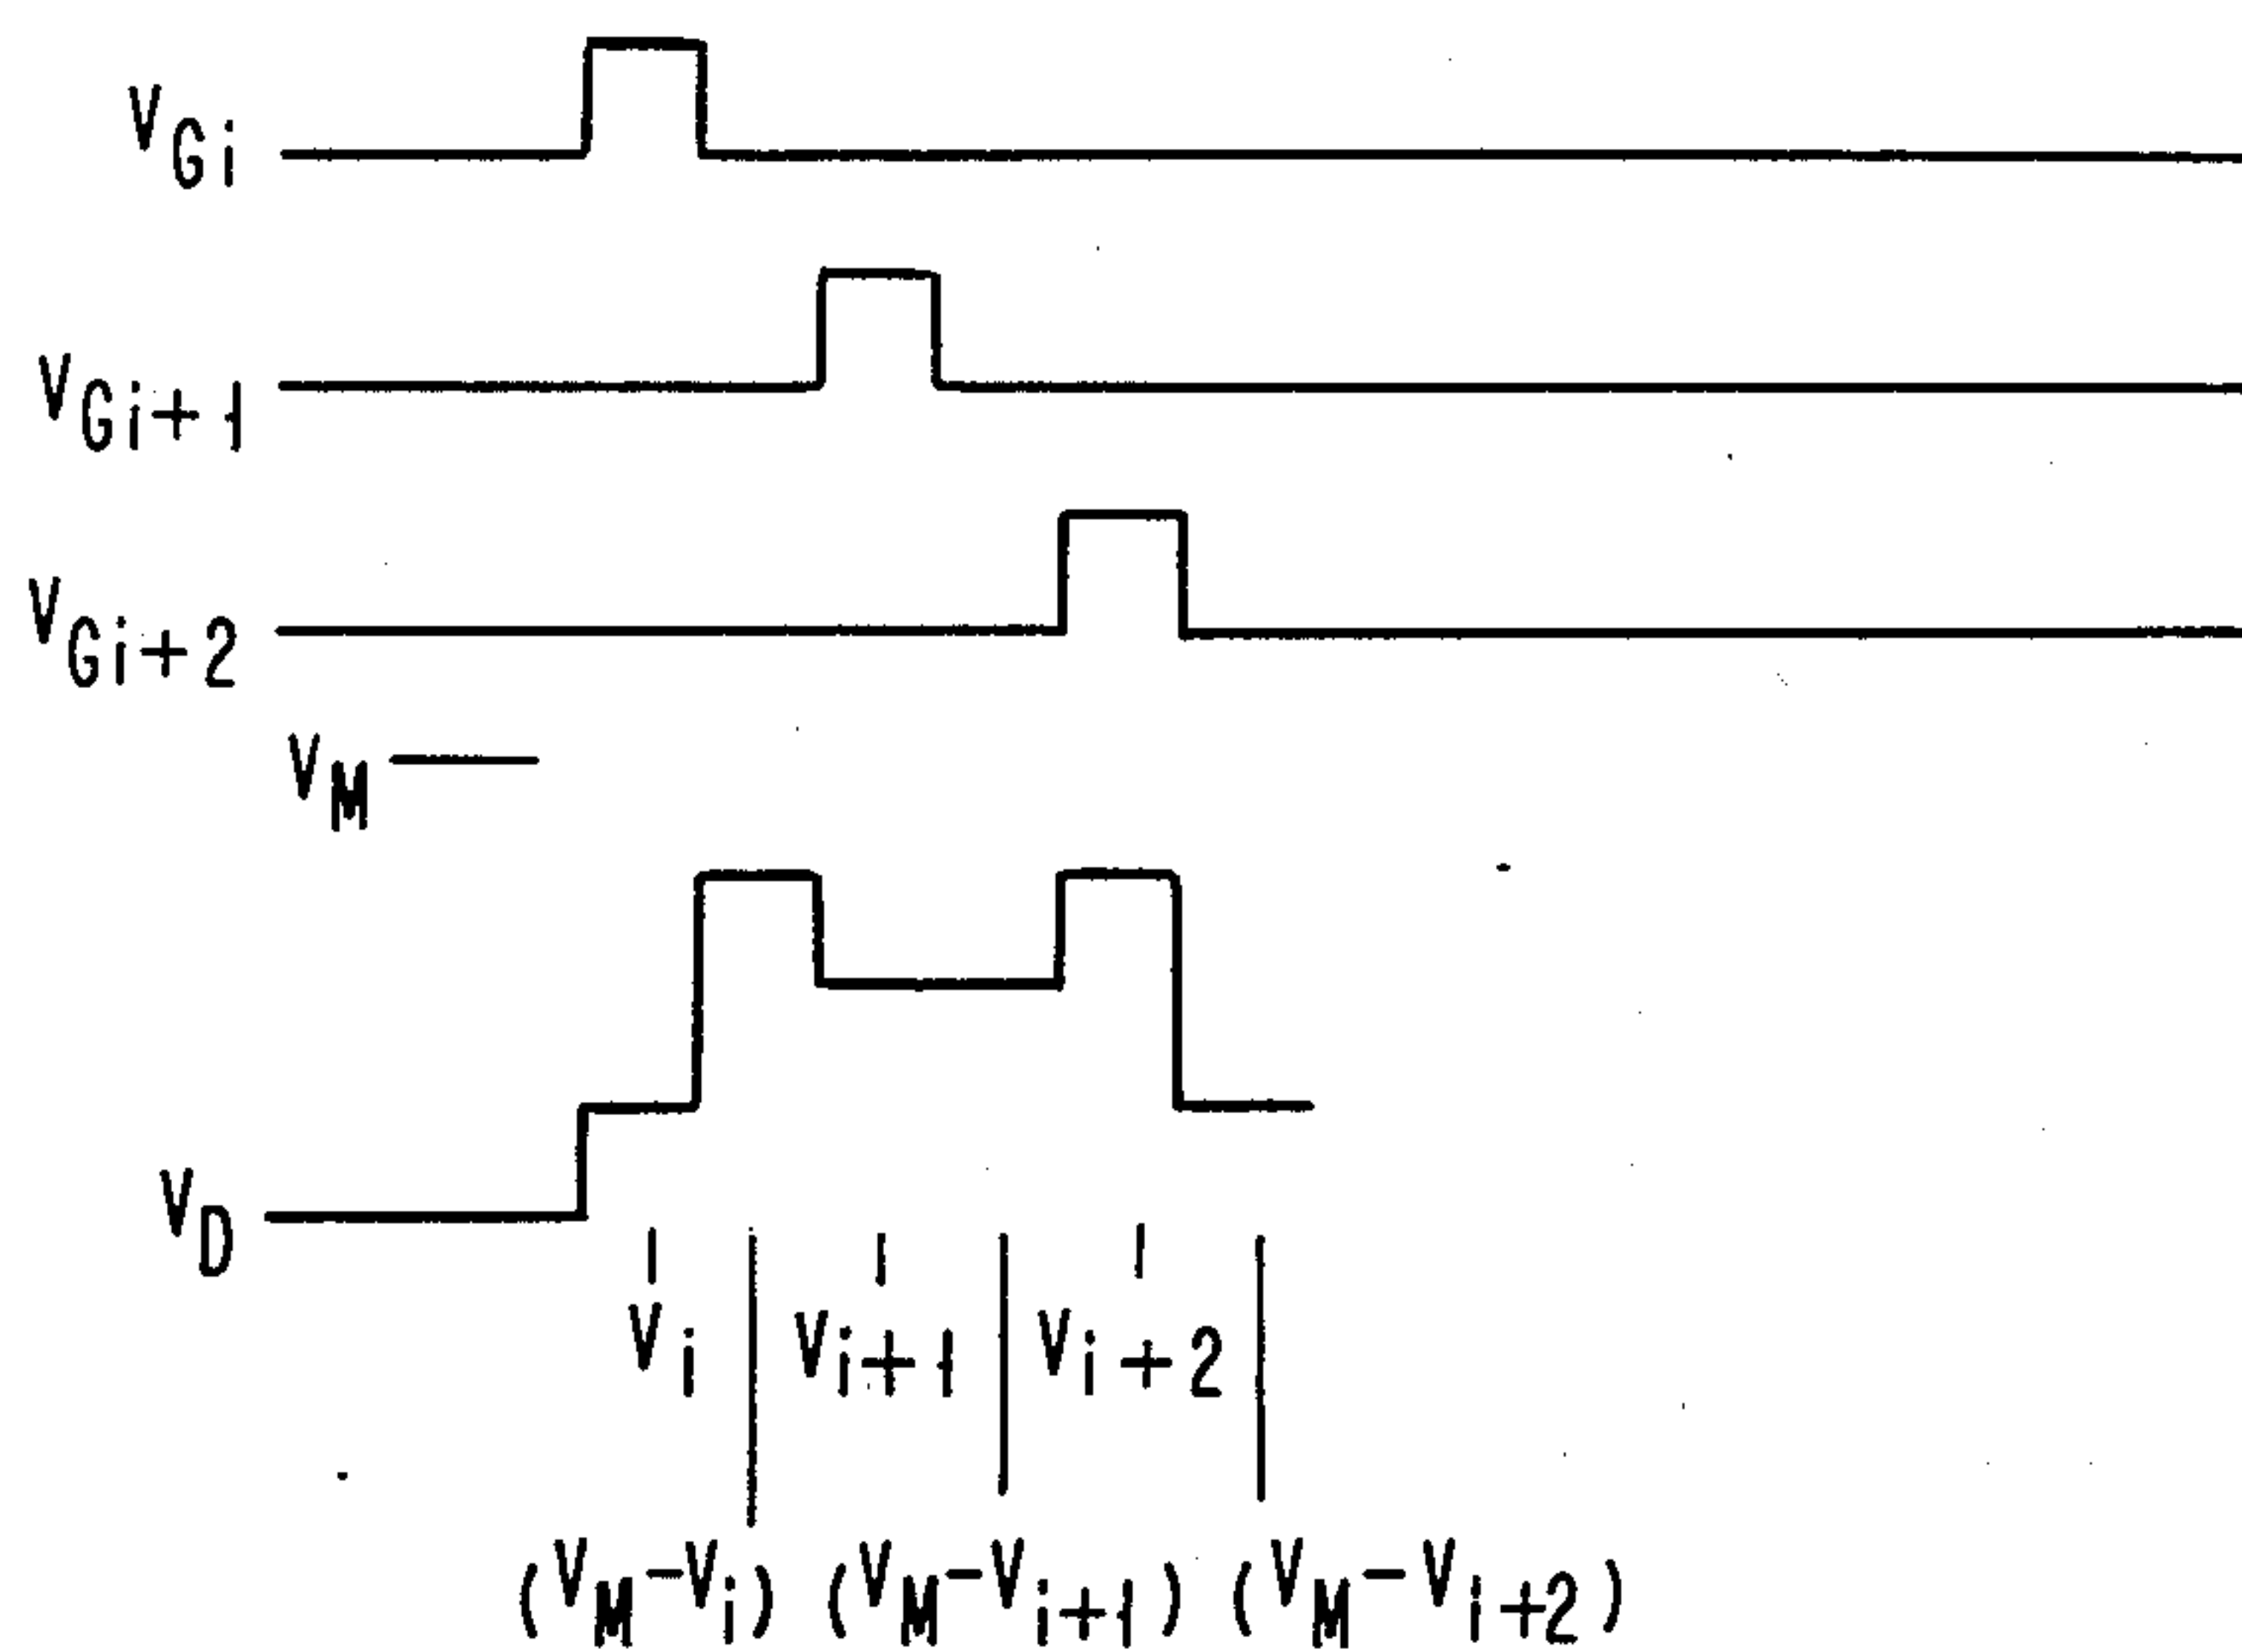 VGi
VGi+1
VGi+2
VM
VD
Vi Vi+1 Vi+2
(VM-Vi) (VM-Vi+1) (VM-Vi+2)